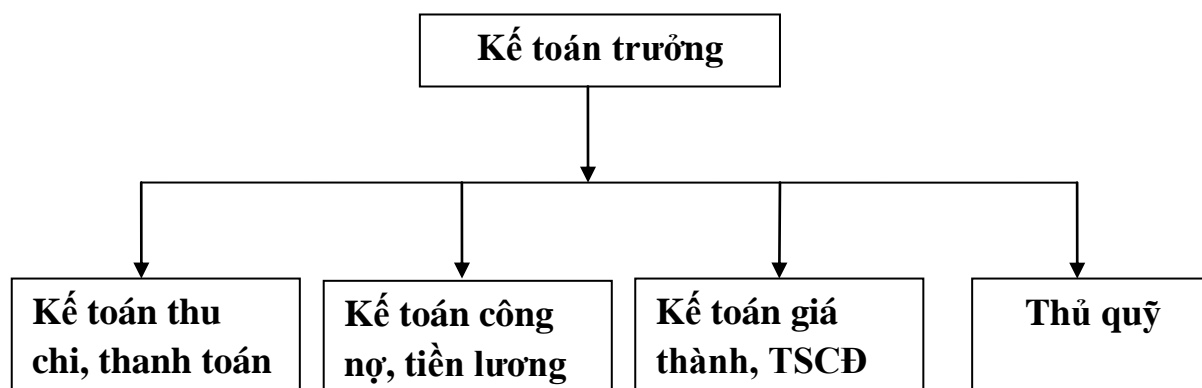 Kế toán trưởng
Kế toán thu
chi, thanh toán
Kế toán công
nợ, tiền lương
Kế toán giá
thành, TSCĐ
Thủ quỹ